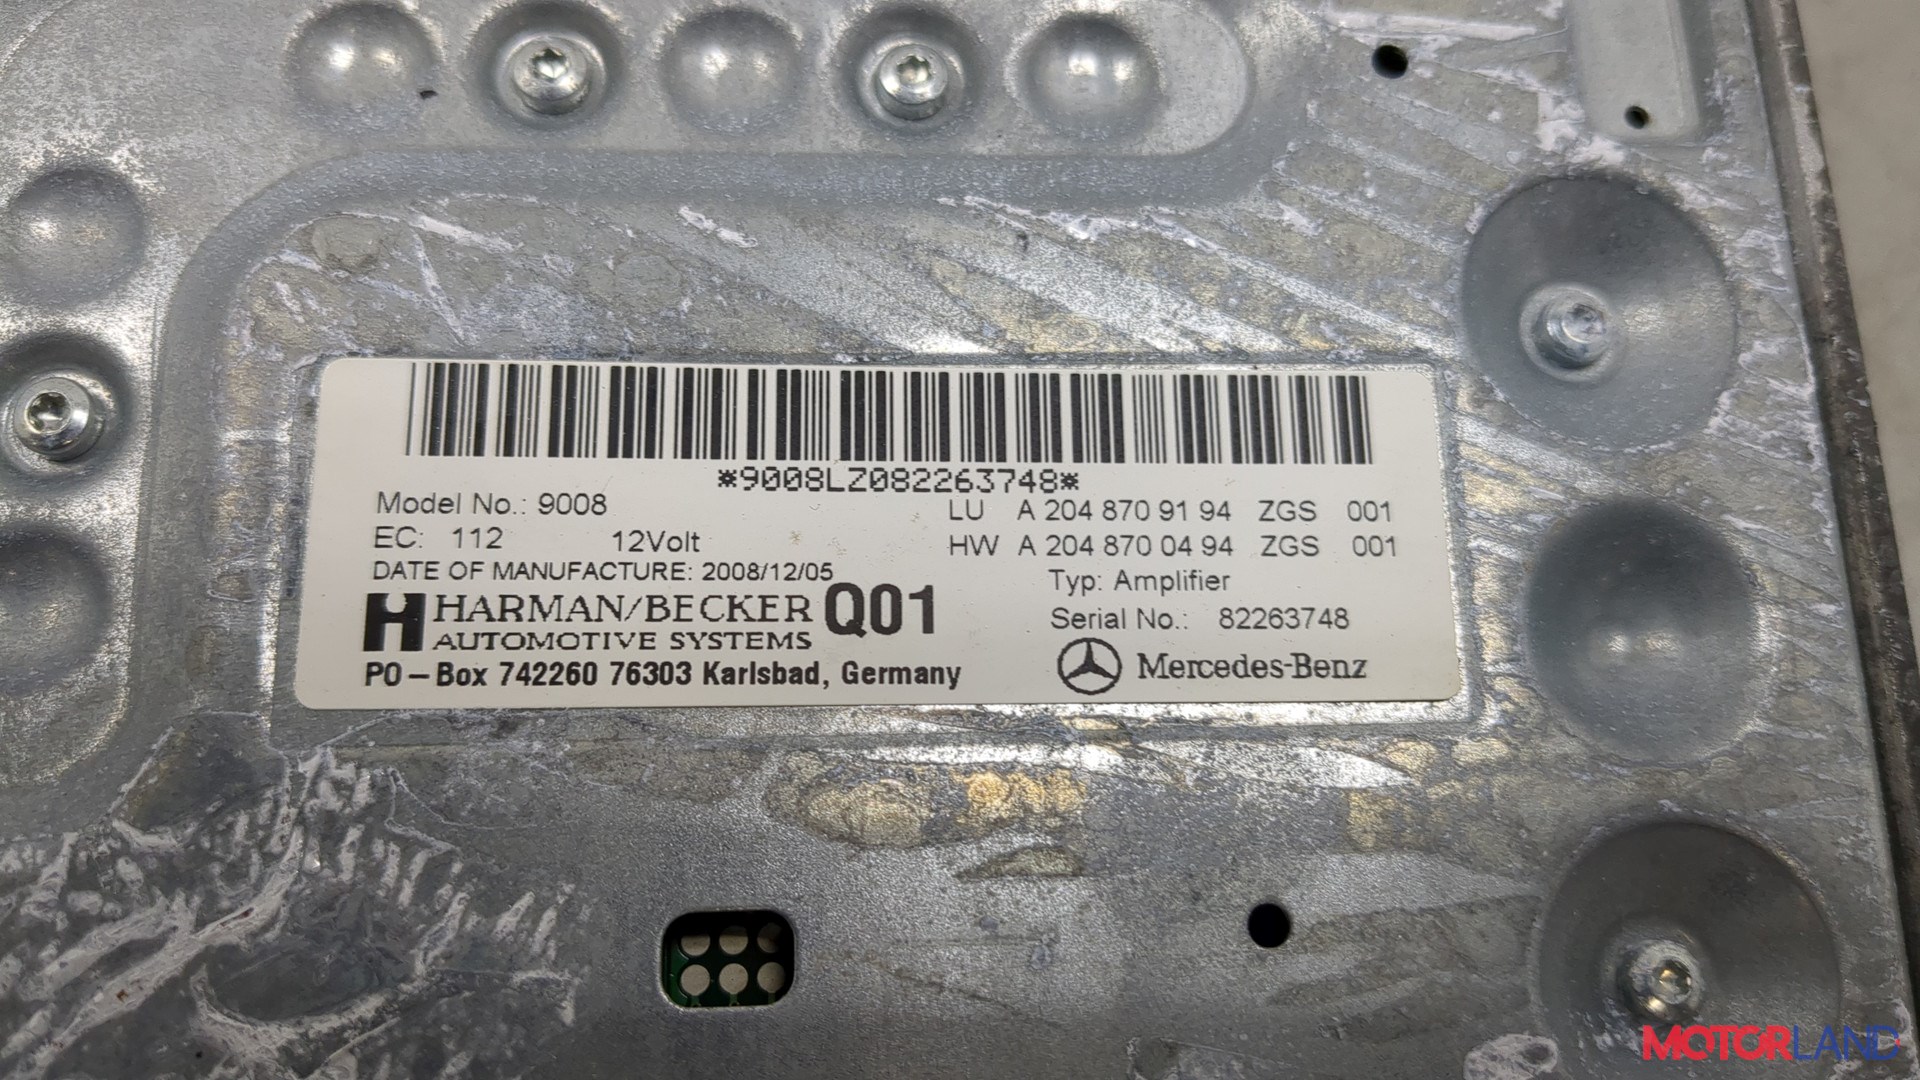 *9008LZ082263748*
Model No.: 9008
LU A 204 870 91 94 ZGS 001
EC: 112 12Volt
HW A 204 870 04 94 ZGS 001
DATE OF MANUFACTURE: 2008/12/05
Typ: Amplifier
HARMAN/BECKER Q01
AUTOMOTIVE SYSTEMS
Serial No.: 82263748
PO-Box 742260 76303 Karlsbad, Germany
Mercedes-Benz
MOTORLAND